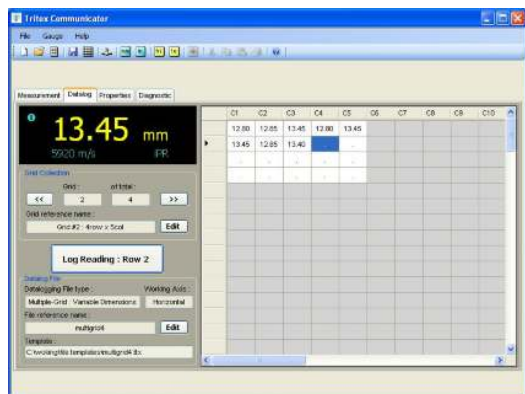 Tritex Communicator
File Gauge Help
Measurement Datalog Properties Diagnostic
13.45 mm
5920 m/s IPR
Grid Collection
Grid : of total :
<< 2 4 >>
Grid reference name :
Grid #2 : 4row x 5col Edit
Log Reading : Row 2
Datalog File
Datalogging File type : Working Axis :
Multiple-Grid : Variable Dimensions Horizontal
File reference name :
multigrid4 Edit
Template :
C1 C2 C3 C4 C5 C6 C7 C8 C9 C10
12.80 12.85 13.45 12.80 13.45
13.45 12.85 13.40